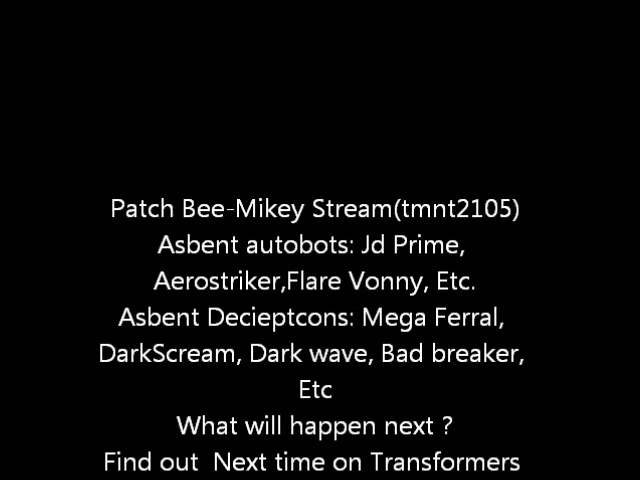 Patch Bee-Mikey Stream(tmnt2105)
Asbent autobots: Jd Prime,
Aerostriker,Flare Vonny, Etc.
Asbent Decieptcons: Mega Ferral,
DarkScream, Dark wave, Bad breaker,
Etc
What will happen next ?
Find out  Next time on Transformers